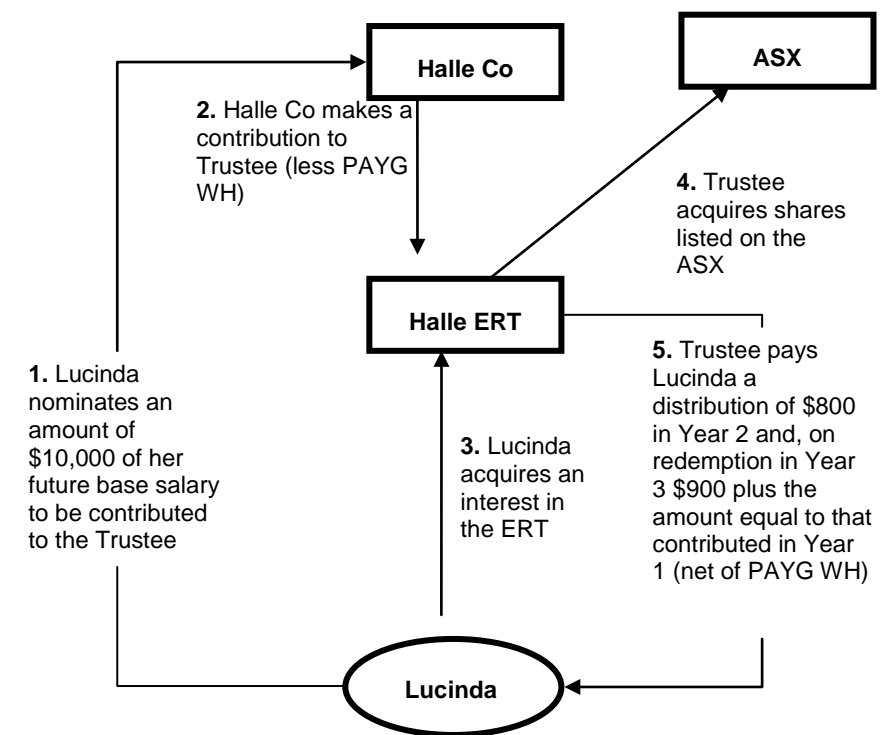 Halle Co
ASX
2. Halle Co makes a
contribution to
Trustee (less PAYG
WH)
4. Trustee
acquires shares
listed on the
ASX
Halle ERT
1. Lucinda
nominates an
amount of
$10,000 of her
future base salary
to be contributed
to the Trustee
3. Lucinda
acquires an
interest in
the ERT
5. Trustee pays
Lucinda a
distribution of $800
in Year 2 and, on
redemption in Year
3 $900 plus the
amount equal to that
contributed in Year
1 (net of PAYG WH)
Lucinda